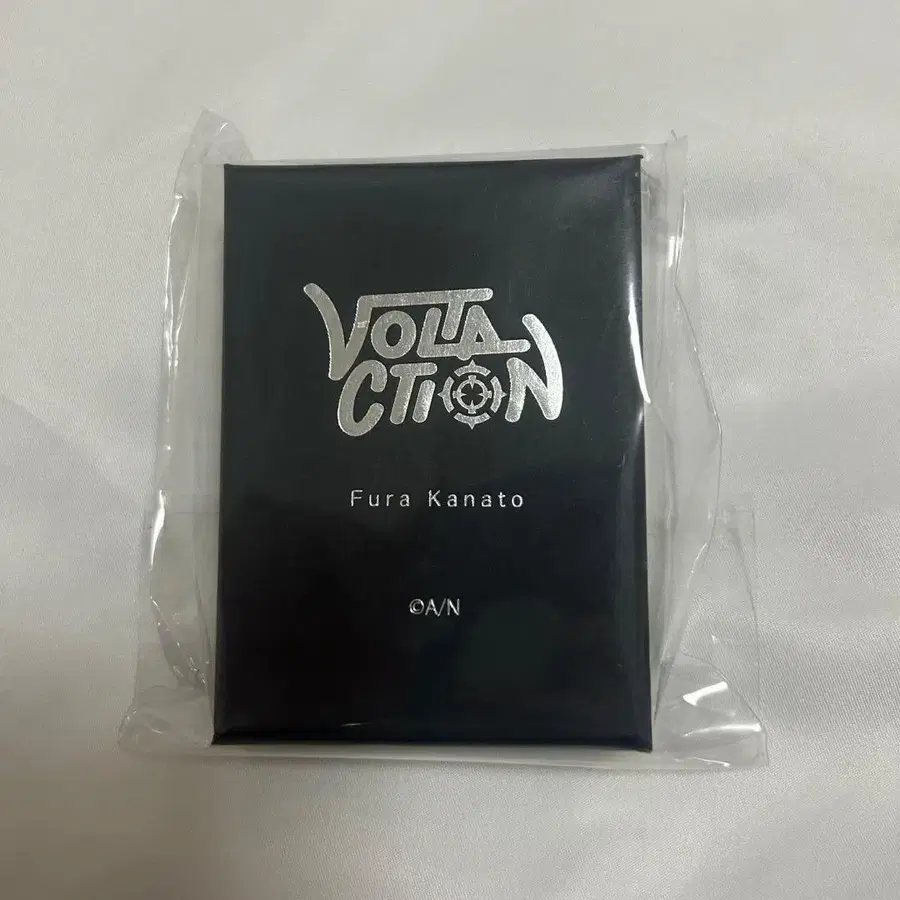 VOLTA
CTION
Fura Kanato
©A/N